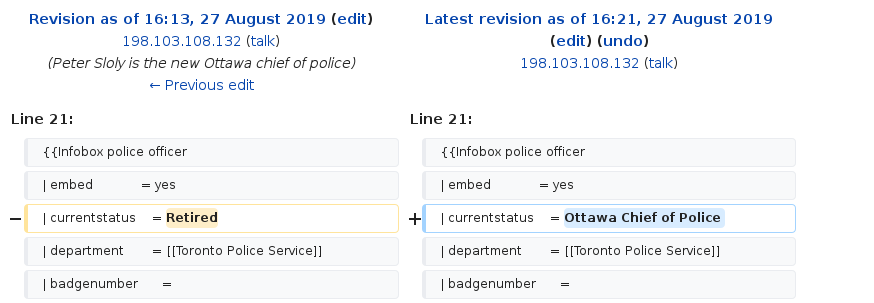 Revision as of 16:13, 27 August 2019 (edit)
198.103.108.132 (talk)
(Peter Sloly is the new Ottawa chief of police)
← Previous edit
Latest revision as of 16:21, 27 August 2019
(edit) (undo)
198.103.108.132 (talk)
Line 21:
Line 21:
{{Infobox police officer
{{Infobox police officer
| embed = yes
| embed = yes
− | currentstatus = Retired
+ | currentstatus = Ottawa Chief of Police
| department = [[Toronto Police Service]]
| department = [[Toronto Police Service]]
| badgenumber =
| badgenumber =